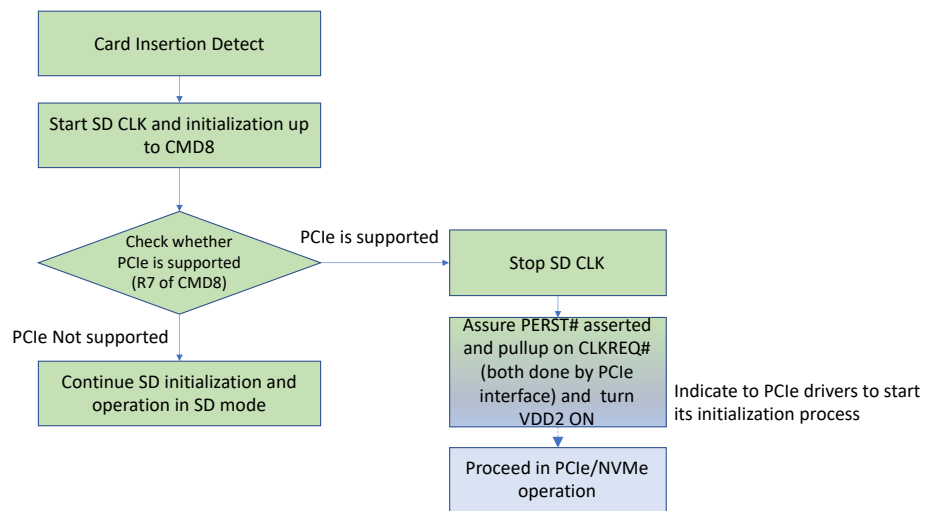 Card Insertion Detect
Start SD CLK and initialization up
to CMD8
Check whether
PCIe is supported
(R7 of CMD8)
PCIe is supported
Stop SD CLK
PCIe Not supported
Continue SD initialization and
operation in SD mode
Assure PERST# asserted
and pullup on CLKREQ#
(both done by PCIe
interface) and  turn
VDD2 ON
Indicate to PCIe drivers to start
its initialization process
Proceed in PCIe/NVMe
operation